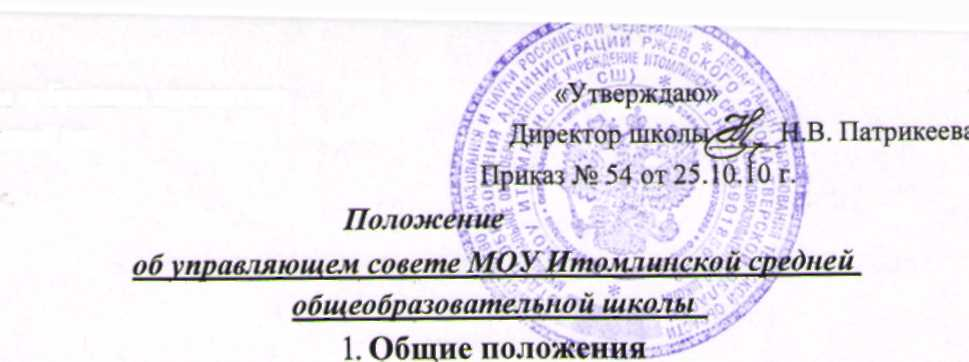 «Утверждаю»
Директор школы Н.В. Патрикеева
Приказ № 54 от 25.10.10 г.
Положение
об управляющем совете МОУ Итомлинской средней
общеобразовательной школы
1. Общие положения